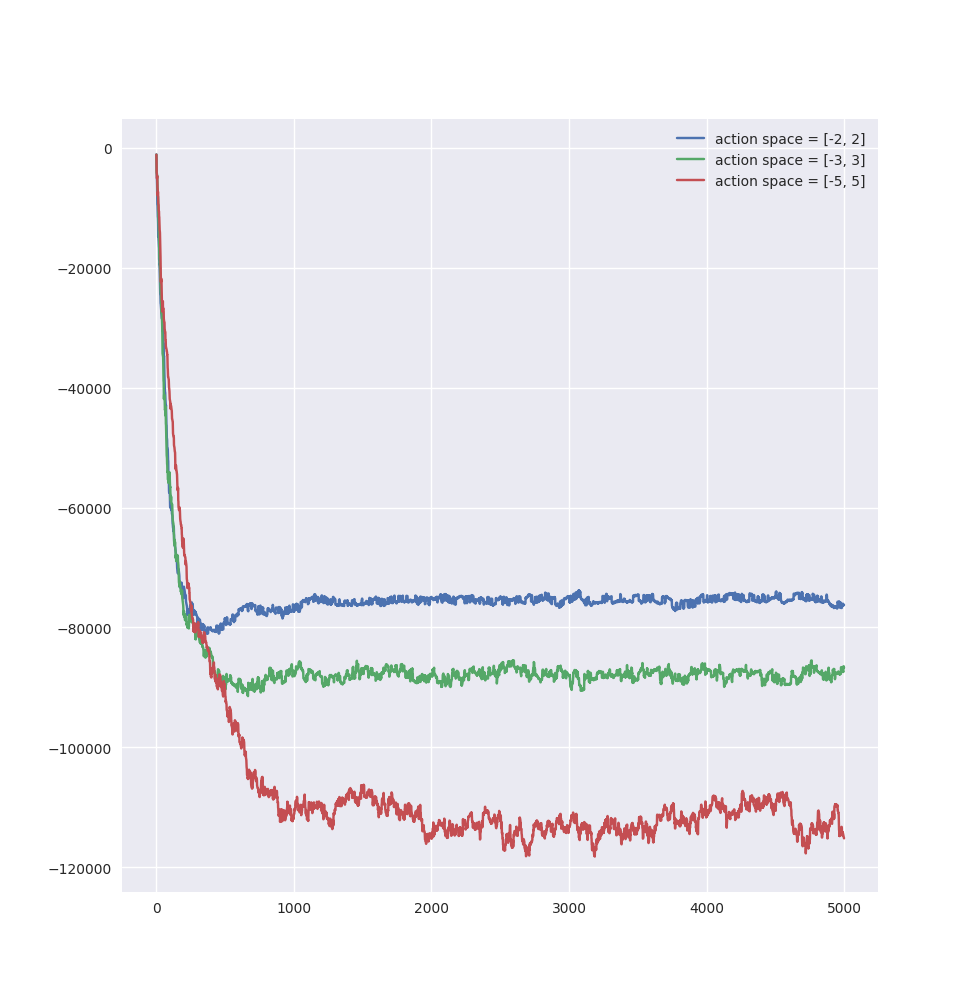 action space = [-2, 2]
action space = [-3, 3]
action space = [-5, 5]
0
−20000
−40000
−60000
−80000
−100000
−120000
0 1000 2000 3000 4000 5000